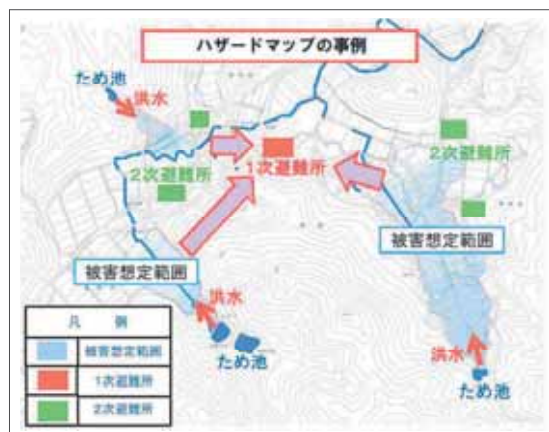 ハザードマップの事例
ため池
洪水
2次避難所
1次避難所
2次避難所
被害想定範囲
被害想定範囲
洪水
ため池
洪水
ため池
凡 例
被害想定範囲
1次避難所
2次避難所